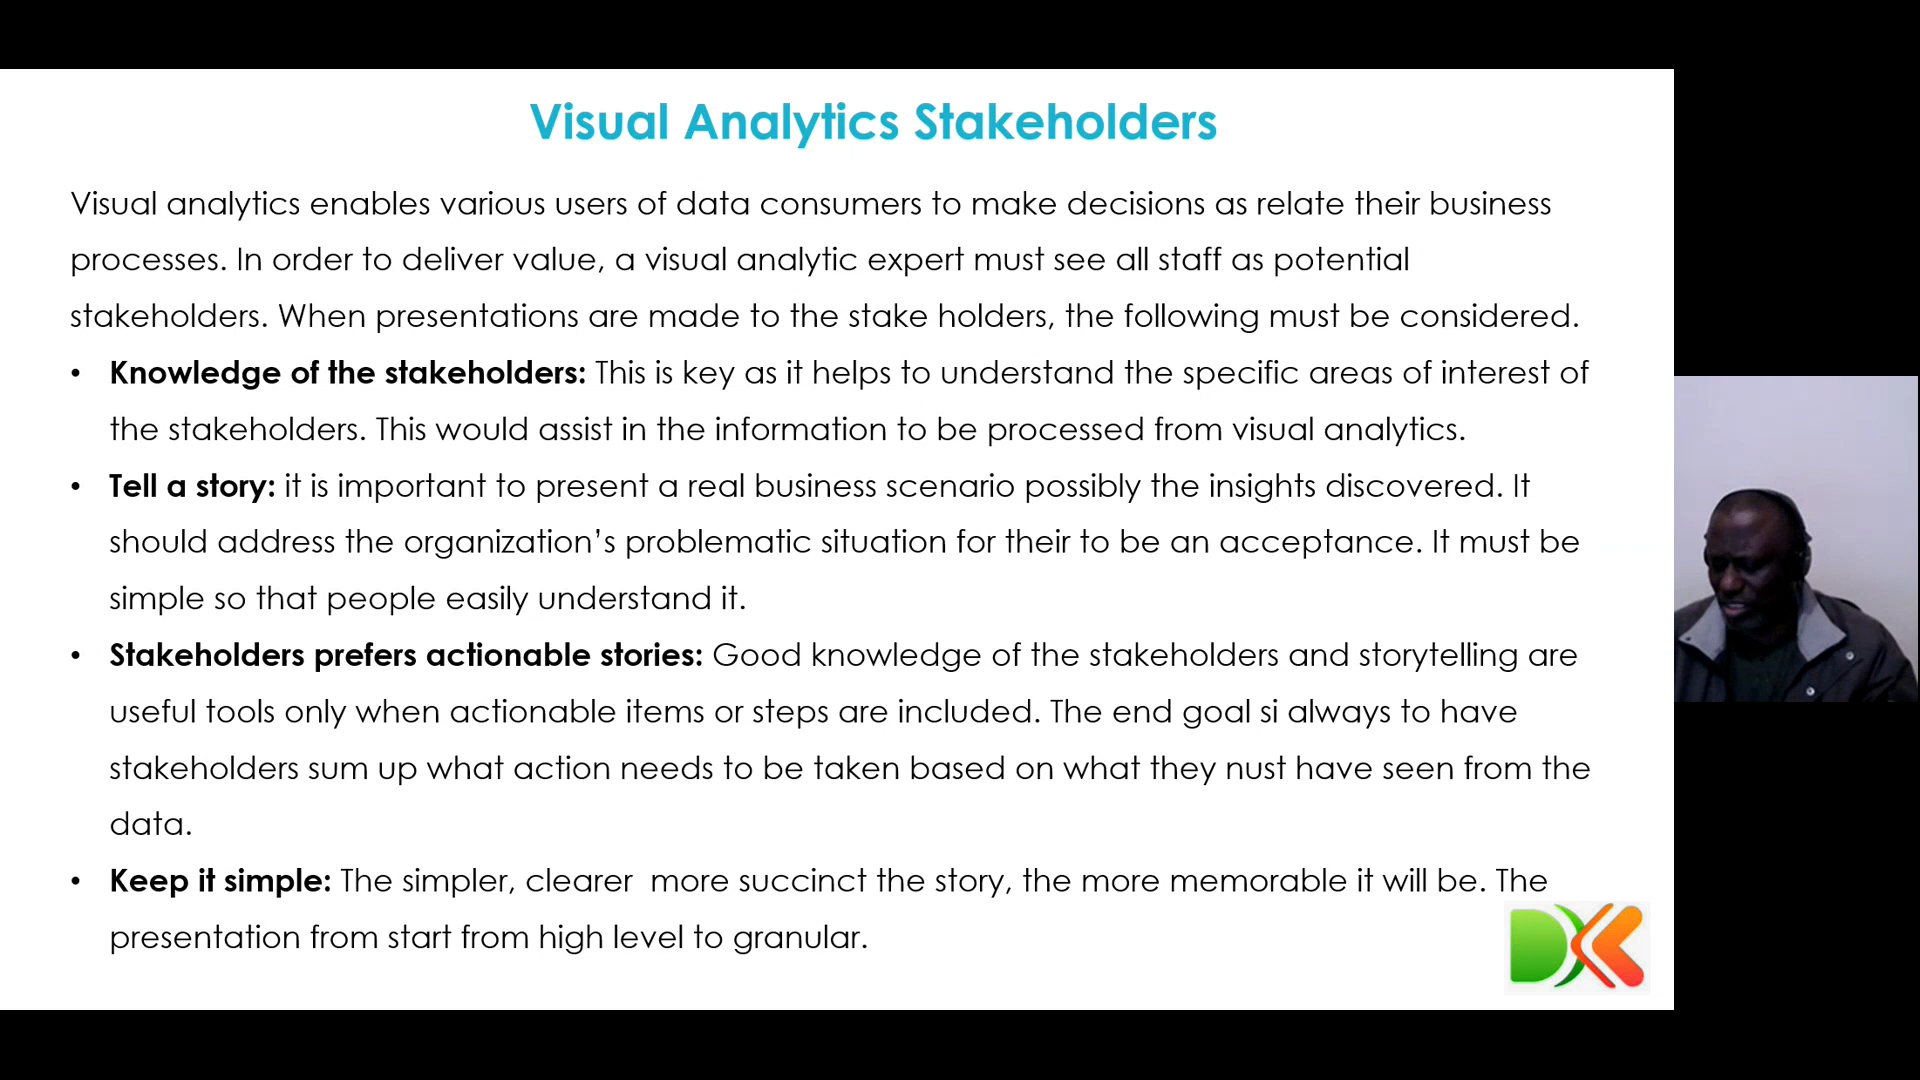 Visual Analytics Stakeholders
Visual analytics enables various users of data consumers to make decisions as relate their business
processes. In order to deliver value, a visual analytic expert must see all staff as potential
stakeholders. When presentations are made to the stake holders, the following must be considered.
• Knowledge of the stakeholders: This is key as it helps to understand the specific areas of interest of
the stakeholders. This would assist in the information to be processed from visual analytics.
• Tell a story: it is important to present a real business scenario possibly the insights discovered. It
should address the organization’s problematic situation for their to be an acceptance. It must be
simple so that people easily understand it.
• Stakeholders prefers actionable stories: Good knowledge of the stakeholders and storytelling are
useful tools only when actionable items or steps are included. The end goal si always to have
stakeholders sum up what action needs to be taken based on what they nust have seen from the
data.
• Keep it simple: The simpler, clearer  more succinct the story, the more memorable it will be. The
presentation from start from high level to granular.
DK